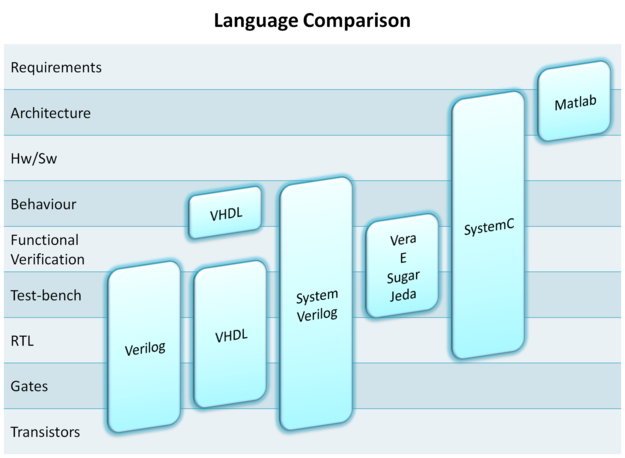 Language Comparison
Requirements
Architecture
Hw/Sw
Behaviour
Functional
Verification
Test-bench
RTL
Gates
Transistors
Verilog
VHDL
VHDL
System
Verilog
Vera
E
Sugar
Jeda
SystemC
Matlab